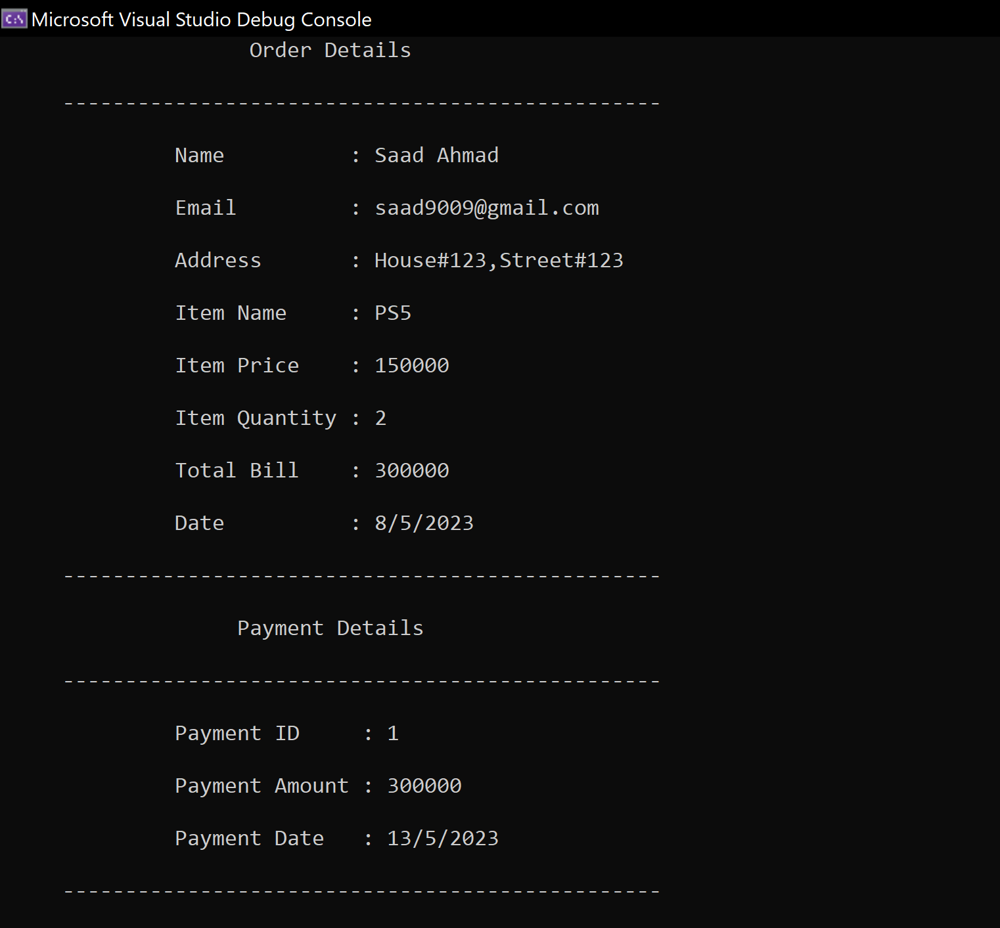 Microsoft Visual Studio Debug Console
Order Details
------------------------------------------------
Name          : Saad Ahmad
Email         : saad9009@gmail.com
Address       : House#123,Street#123
Item Name     : PS5
Item Price    : 150000
Item Quantity : 2
Total Bill    : 300000
Date          : 8/5/2023
------------------------------------------------
Payment Details
------------------------------------------------
Payment ID     : 1
Payment Amount : 300000
Payment Date   : 13/5/2023
------------------------------------------------